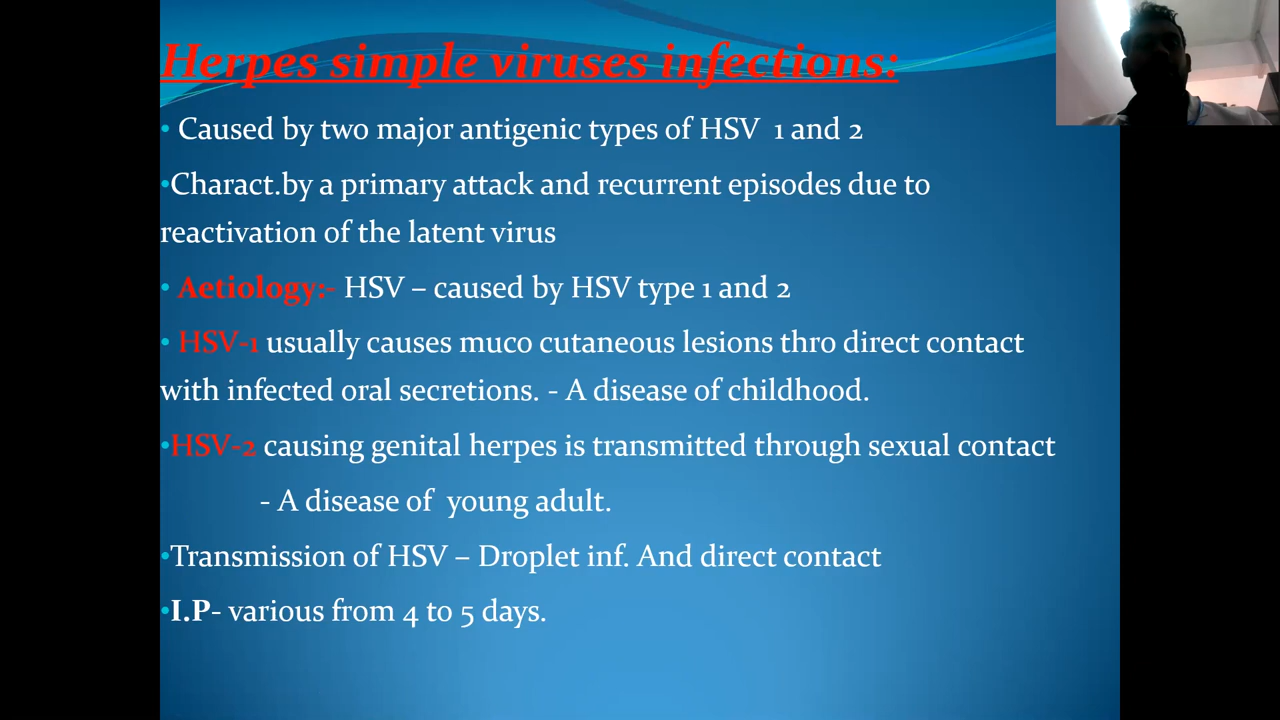 Herpes simple viruses infections:
• Caused by two major antigenic types of HSV 1 and 2
•Charact.by a primary attack and recurrent episodes due to
reactivation of the latent virus
• Aetiology:- HSV – caused by HSV type 1 and 2
• HSV-1 usually causes muco cutaneous lesions thro direct contact
with infected oral secretions. - A disease of childhood.
•HSV-2 causing genital herpes is transmitted through sexual contact
- A disease of young adult.
•Transmission of HSV – Droplet inf. And direct contact
•I.P- various from 4 to 5 days.